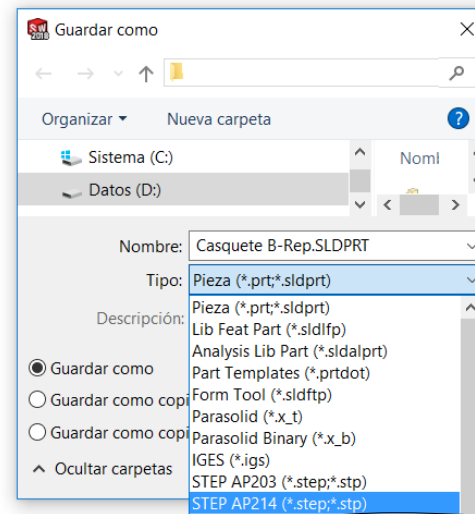 SW
2018
Guardar como
Organizar
Nueva carpeta
?
Sistema (C:)
Noml
Datos (D:)
Nombre: Casquete B-Rep.SLDPRT
Tipo: Pieza (*.prt;*.sldprt)
Descripción: Pieza (*.prt;*.sldprt)
Lib Feat Part (*.sldlfp)
Analysis Lib Part (*.sldalprt)
Part Templates (*.prtdot)
Guardar como
Form Tool (*.sldftp)
Guardar como copi
Parasolid (*.x_t)
Guardar como copi
Parasolid Binary (*.x_b)
IGES (*.igs)
Ocultar carpetas
STEP AP203 (*.step;*.stp)
STEP AP214 (*.step;*.stp)